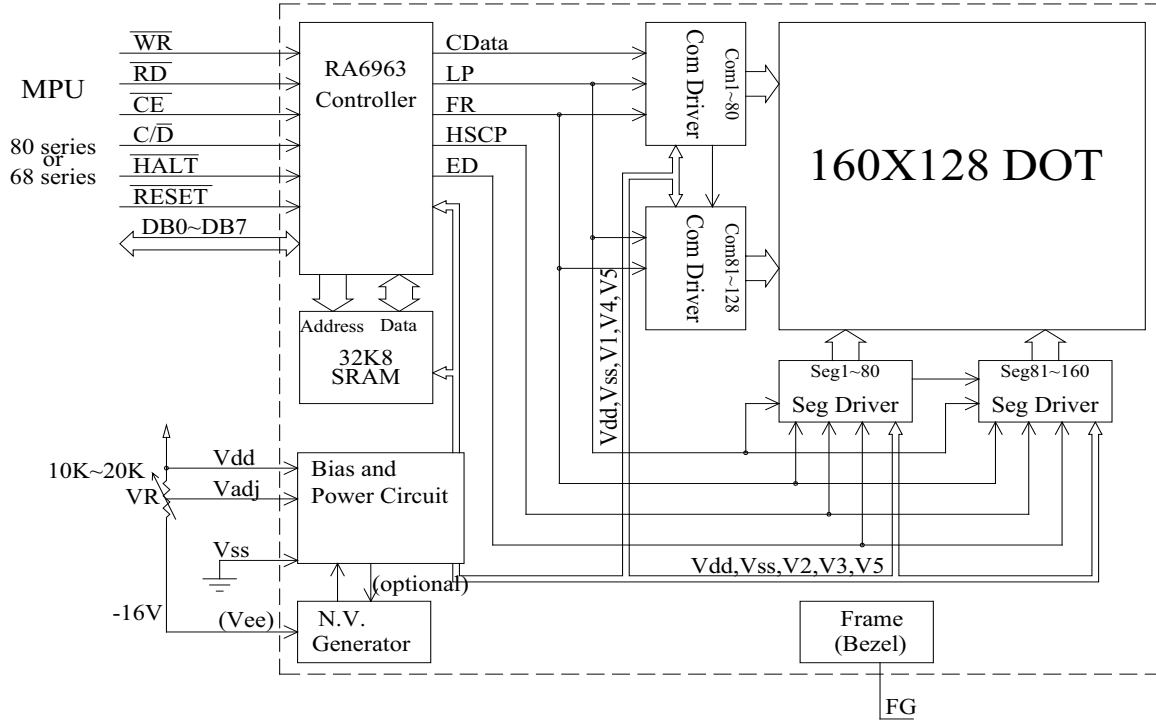 MPU
80 series
or
68 series
WR
RD
CE
C/D
HALT
RESET
DB0~DB7
RA6963
Controller
CData
LP
FR
HSCP
ED
Com Driver
Com1~80
Com Driver
Com81~128
160X128 DOT
Address
Data
32K8
SRAM
Vdd,Vss,V1,V4,V5
Seg1~80
Seg Driver
Seg81~160
Seg Driver
10K~20K
VR
Vdd
Vadj
Vss
-16V
(Vee)
Bias and
Power Circuit
(optional)
N.V.
Generator
Vdd,Vss,V2,V3,V5
Frame
(Bezel)
FG